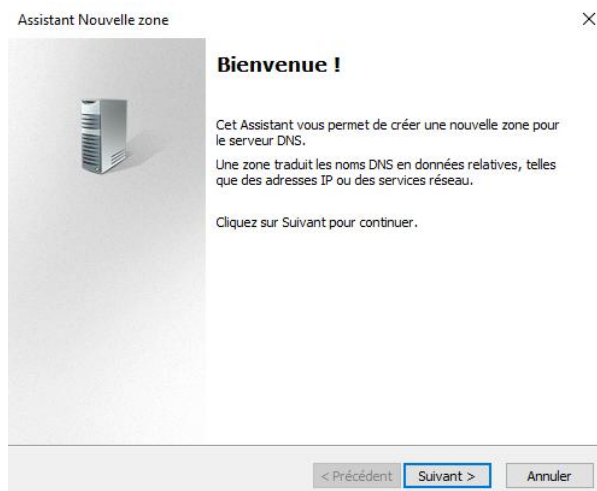 Assistant Nouvelle zone
Bienvenue !
Cet Assistant vous permet de créer une nouvelle zone pour
le serveur DNS.
Une zone traduit les noms DNS en données relatives, telles
que des adresses IP ou des services réseau.
Cliquez sur Suivant pour continuer.
< Précédent Suivant > Annuler